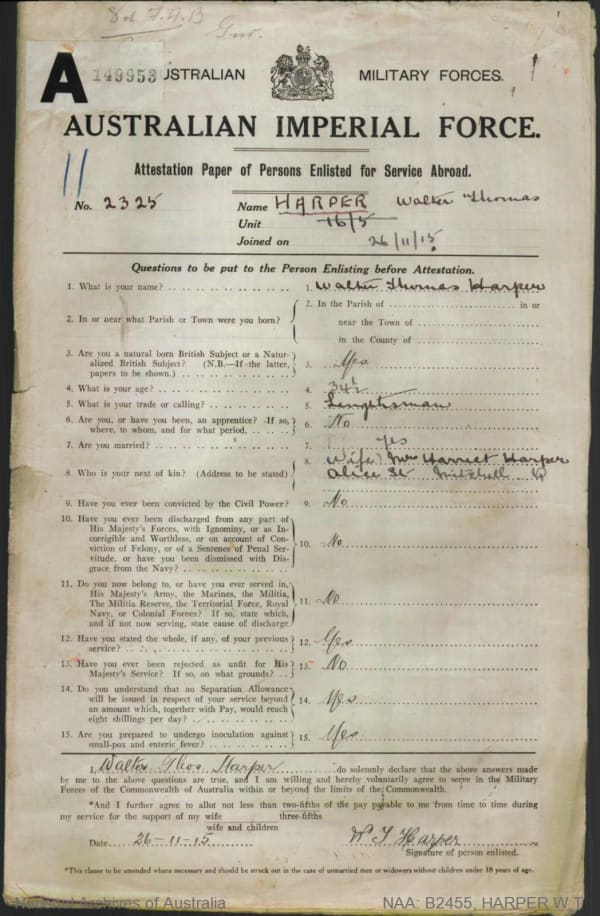 8th F.A.B
A 149953 AUSTRALIAN MILITARY FORCES.
AUSTRALIAN IMPERIAL FORCE.
Attestation Paper of Persons Enlisted for Service Abroad.
11
No. 2325 Name HARPER Walter Thomas
Unit 16/5
Joined on 26/11/15
Questions to be put to the Person Enlisting before Attestation.
1. What is your name? 1. Walter Thomas Harper
2. In or near what Parish or Town were you born? 2. In the Parish of in or
near the Town of
in the County of
3. Are you a natural born British Subject or a Natur-
alized British Subject? (N.B.—If the latter,
papers to be shown.) 3. Yes
4. What is your age? 4. 34½
5. What is your trade or calling? 5. Lengthsman
6. Are you, or have you been, an apprentice? If so,
where, to whom, and for what period, 6. No
7. Are you married? 7. yes
8 Who is your next of kin? (Address to be stated) 8. Wife Mrs Harriet Harper
Alice St Mitchell Q
9. Have you ever been convicted by the Civil Power? 9. No
10. Have you ever been discharged from any part of
His Majesty's Forces, with Ignominy, or as In-
corrigible and Worthless, or on account of Con-
viction of Felony, or of a Sentence of Penal Ser-
vitude, or have you been dismissed with Dis-
grace from the Navy? 10. No
11. Do you now belong to, or have you ever served in,
His Majesty's Army, the Marines, the Militia,
The Militia Reserve, the Territorial Force, Royal
Navy, or Colonial Forces? If so, state which,
and if not now serving, state cause of discharge 11. No
12. Have you stated the whole, if any, of your previous
service? 12. Yes
13. Have you ever been rejected as unfit for His
Majesty's Service? If so, on what grounds? 13. No
14. Do you understand that no Separation Allowance
will be issued in respect of your service beyond
an amount which, together with Pay, would reach
eight shillings per day? 14. Yes
15. Are you prepared to undergo inoculation against
small-pox and enteric fever? 15. Yes
I, Walter Thos Harper do solemnly declare that the above answers made
by me to the above questions are true, and I am willing and hereby voluntarily agree to serve in the Military
Forces of the Commonwealth of Australia within or beyond the limits of the Commonwealth.
*And I further agree to allot not less than two-fifths of the pay payable to me from time to time during
my service for the support of my wife three-fifths
wife and children
Date 26-11-15 W T Harper
Signature of person enlisted.
*This clause to be amended where necessary and should be struck out in the case of unmarried men or widowers without children under 18 years of age.
National Archives of Australia NAA: B2455, HARPER W T